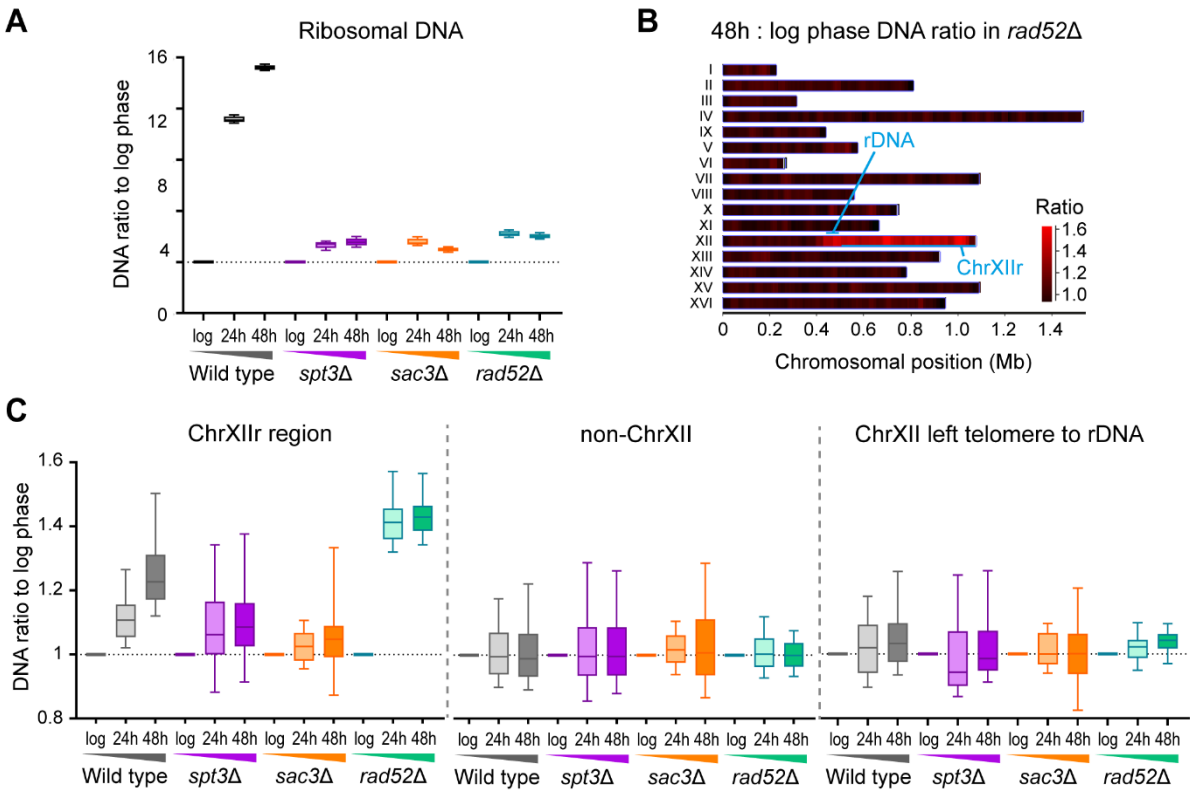 A
Ribosomal DNA
DNA ratio to log phase
16
12
8
4
0
log 24h 48h log 24h 48h log 24h 48h log 24h 48h
Wild type spt3Δ sac3Δ rad52Δ
B
48h : log phase DNA ratio in rad52Δ
I
II
III
IV
IX
V
VI
VII
VIII
X
XI
XII
XIII
XIV
XV
XVI
rDNA
ChrXIIr
Ratio
1.6
1.4
1.2
1.0
0 0.2 0.4 0.6 0.8 1.0 1.2 1.4
Chromosomal position (Mb)
C
ChrXIIr region
non-ChrXII
ChrXII left telomere to rDNA
DNA ratio to log phase
1.6
1.4
1.2
1
0.8
log 24h 48h log 24h 48h log 24h 48h log 24h 48h
Wild type spt3Δ sac3Δ rad52Δ
log 24h 48h log 24h 48h log 24h 48h log 24h 48h
Wild type spt3Δ sac3Δ rad52Δ
log 24h 48h log 24h 48h log 24h 48h log 24h 48h
Wild type spt3Δ sac3Δ rad52Δ